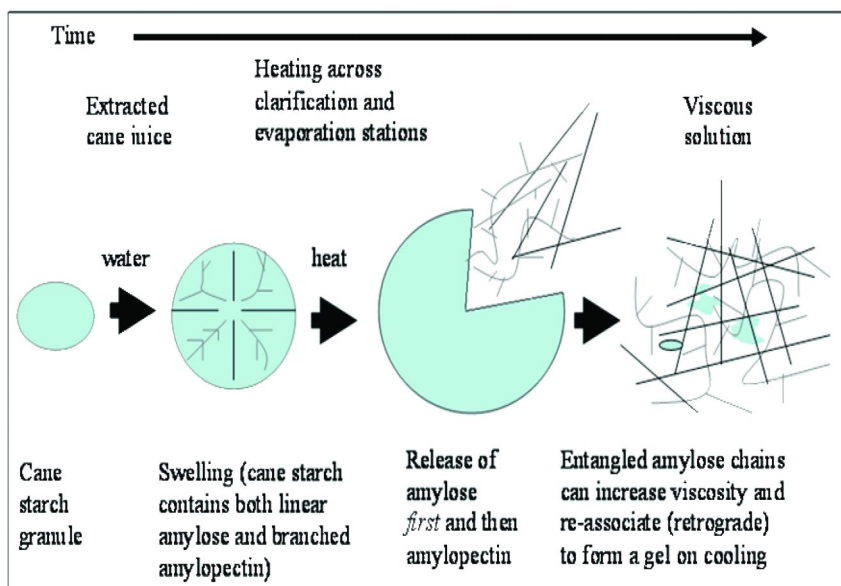 Time
Extracted
cane juice
Heating across
clarification and
evaporation stations
Viscous
solution
water
heat
Cane
starch
granule
Swelling (cane starch
contains both linear
amylose and branched
amylopectin)
Release of
amylose
first and then
amylopectin
Entangled amylose chains
can increase viscosity and
re-associate (retrograde)
to form a gel on cooling